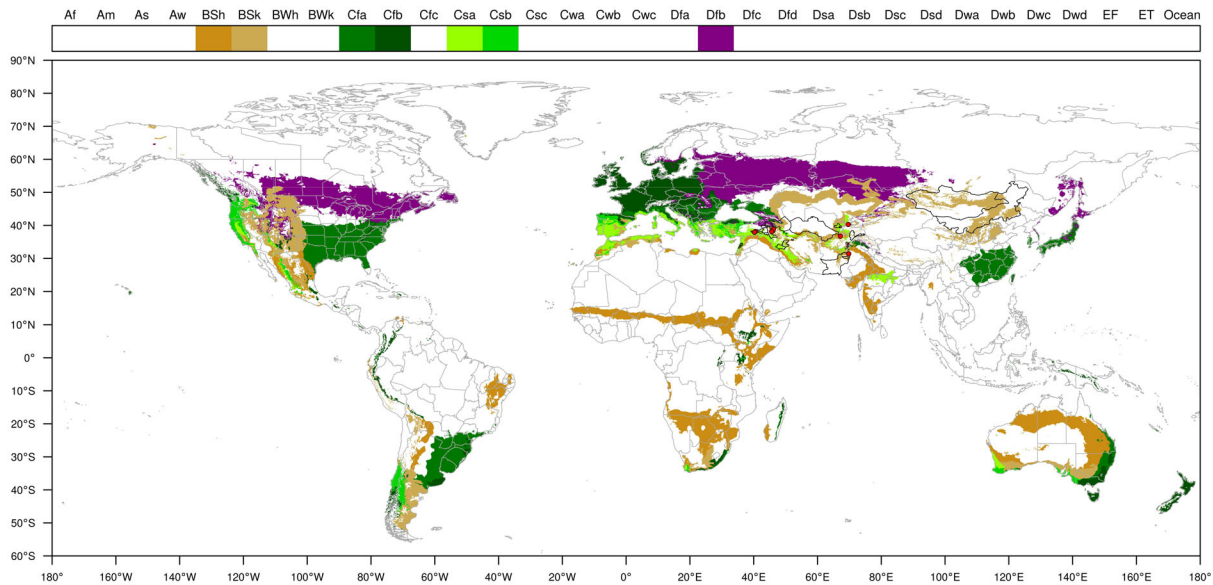 Af Am As Aw BSh BSk BWh BWk Cfa Cfb Cfc Csa Csb Csc Cwa Cwb Cwc Dfa Dfb Dfc Dfd Dsa Dsb Dsc Dsd Dwa Dwb Dwc Dwd EF ET Ocean
90°N
80°N
70°N
60°N
50°N
40°N
30°N
20°N
10°N
0°
10°S
20°S
30°S
40°S
50°S
60°S
180° 160°W 140°W 120°W 100°W 80°W 60°W 40°W 20°W 0° 20°E 40°E 60°E 80°E 100°E 120°E 140°E 160°E 180°